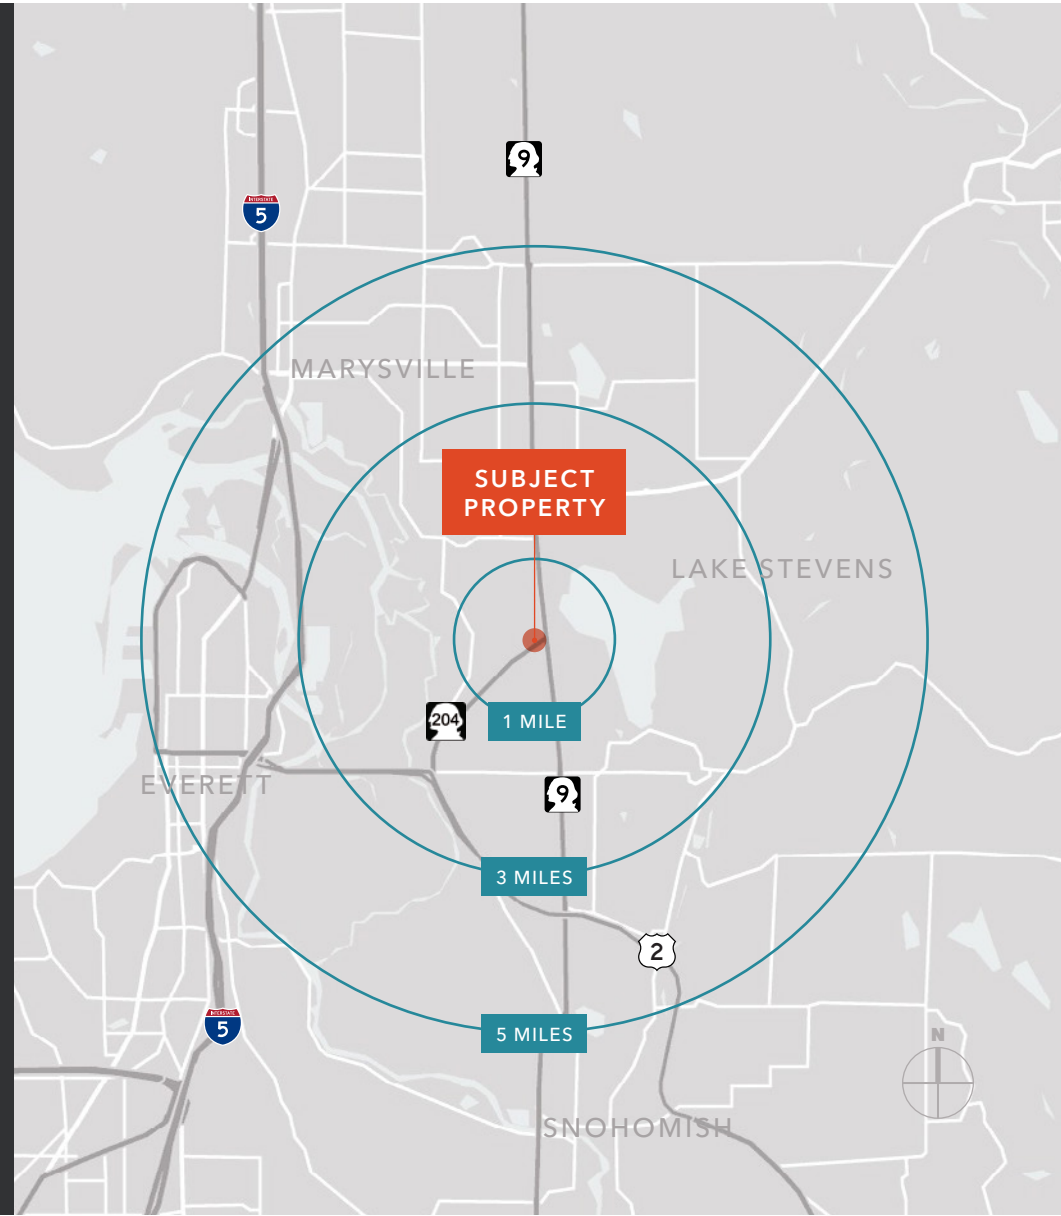 9
INTERSTATE
5
MARYSVILLE
SUBJECT
PROPERTY
LAKE STEVENS
204
1 MILE
EVERETT
9
3 MILES
2
INTERSTATE
5
5 MILES
N
SNOHOMISH